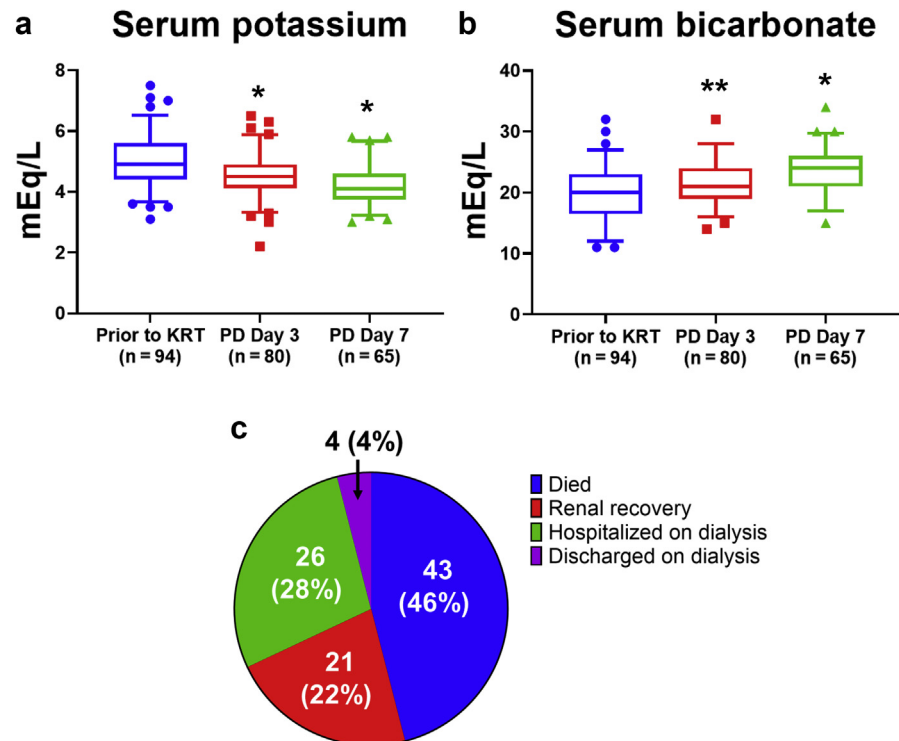 a Serum potassium
mEq/L
8
6
4
2
0
*
*
Prior to KRT
(n = 94)
PD Day 3
(n = 80)
PD Day 7
(n = 65)
b Serum bicarbonate
mEq/L
40
30
20
10
0
**
*
Prior to KRT
(n = 94)
PD Day 3
(n = 80)
PD Day 7
(n = 65)
c
4 (4%)
26
(28%)
43
(46%)
21
(22%)
Died
Renal recovery
Hospitalized on dialysis
Discharged on dialysis